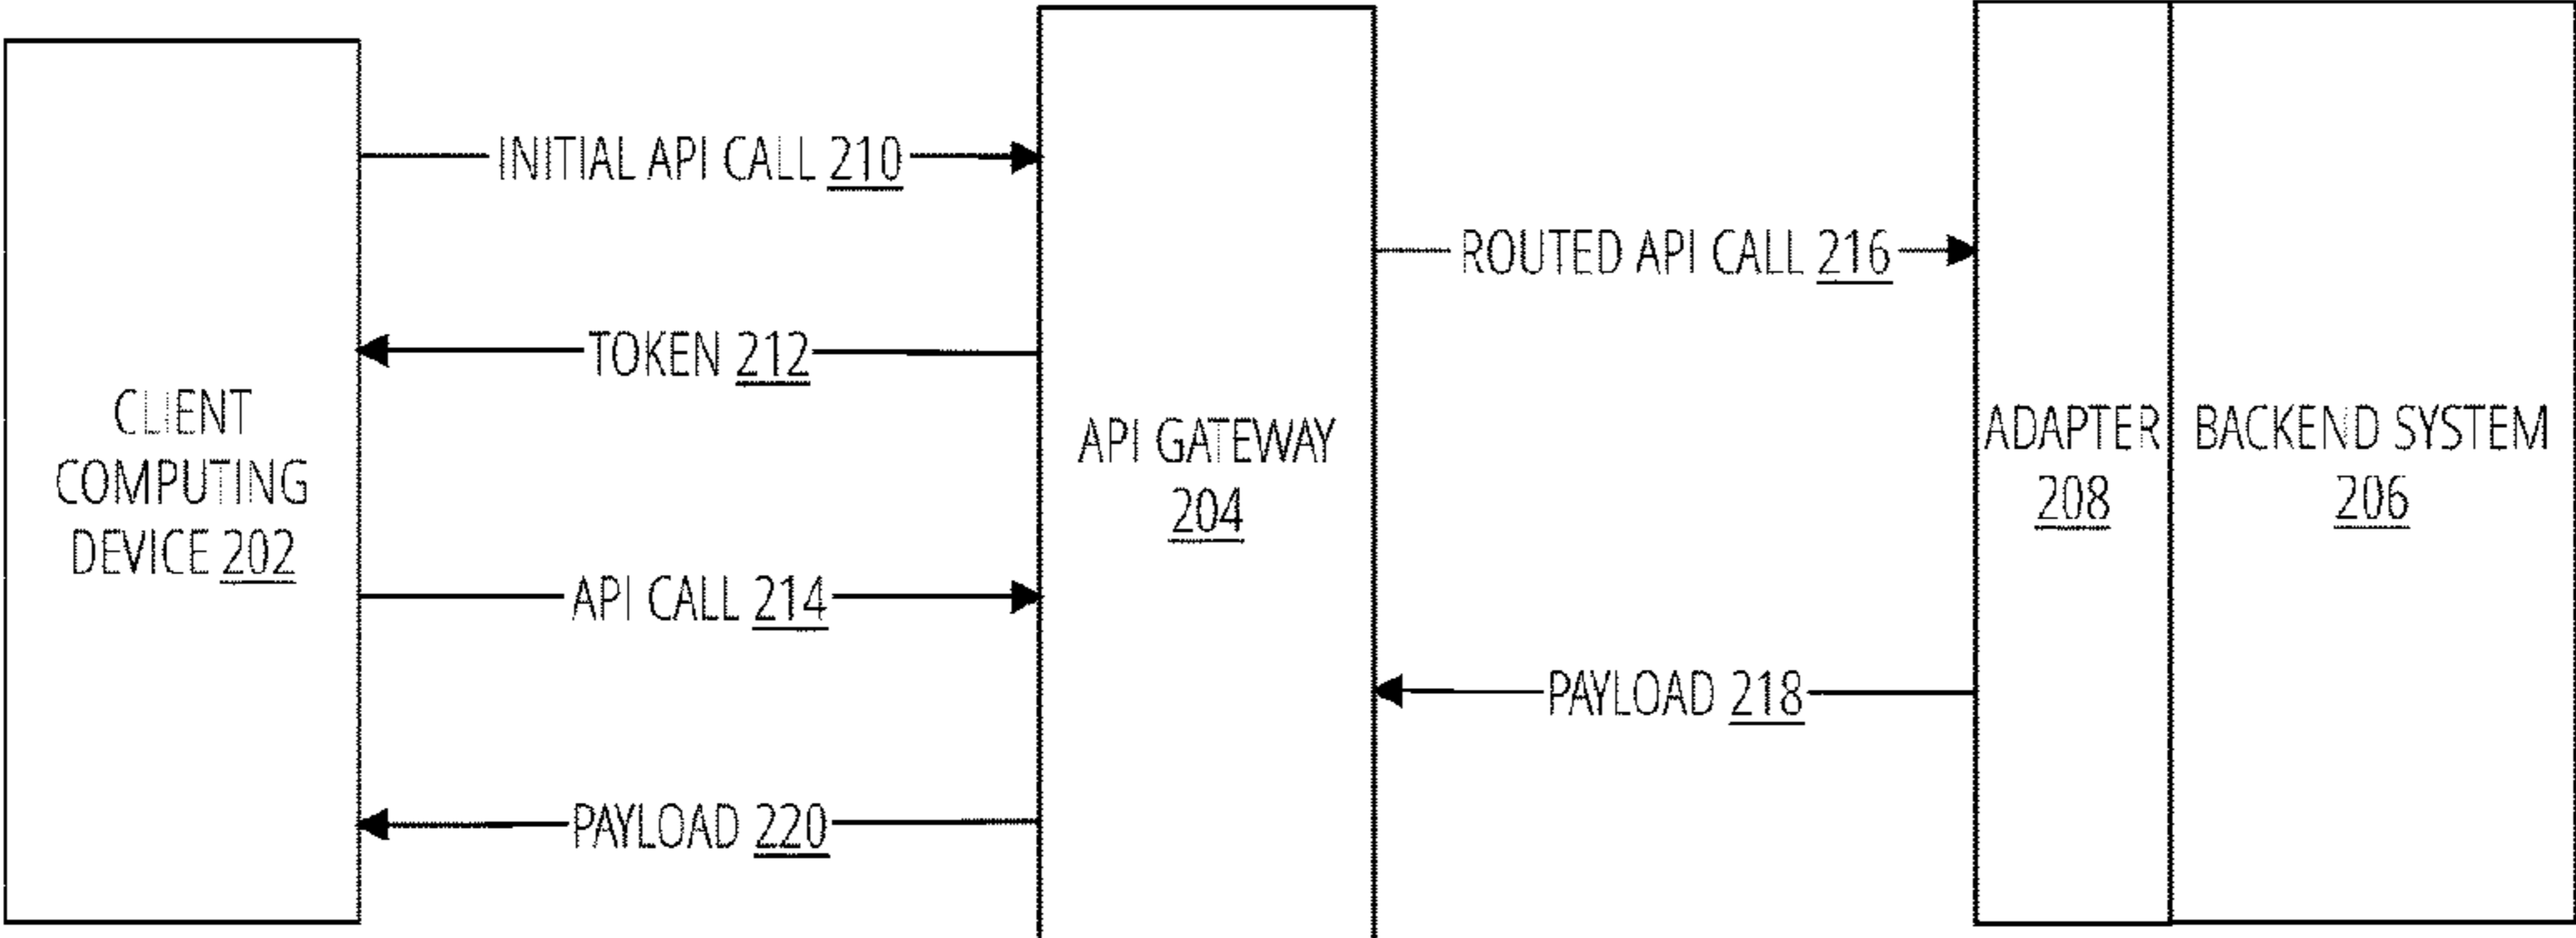 INITIAL API CALL 210
ROUTED API CALL 216
TOKEN 212
CLIENT
COMPUTING
DEVICE 202
API GATEWAY
204
ADAPTER
208
BACKEND SYSTEM
206
API CALL 214
PAYLOAD 218
PAYLOAD 220